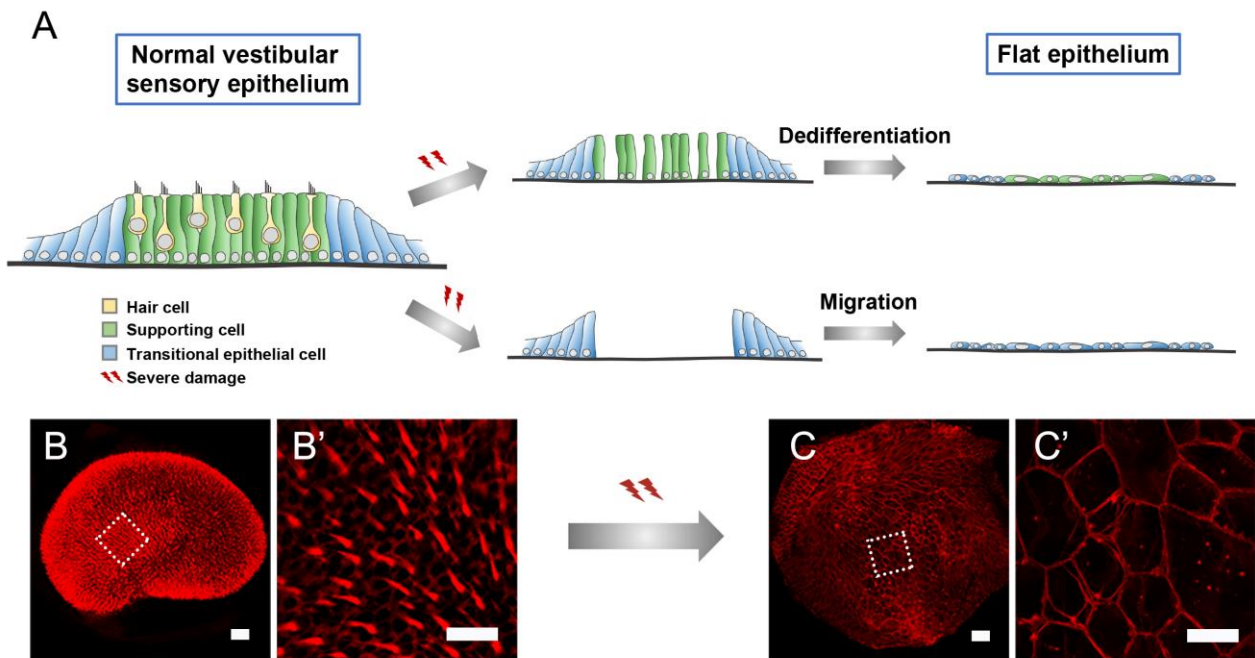 A
Normal vestibular
sensory epithelium
Flat epithelium
Dedifferentiation
Migration
Hair cell
Supporting cell
Transitional epithelial cell
Severe damage
B
B’
C
C’